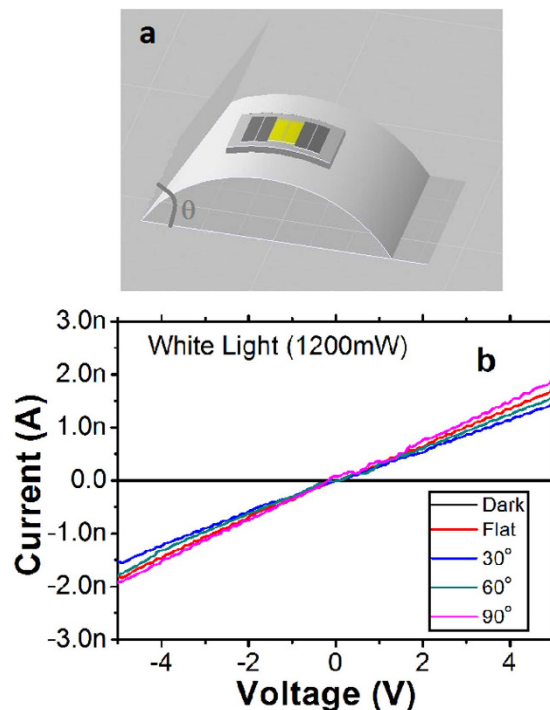 a
θ
3.0n
White Light (1200mW) b
2.0n
1.0n
0.0
-1.0n
-2.0n
-3.0n
Current (A)
Dark
Flat
30°
60°
90°
-4 -2 0 2 4
Voltage (V)